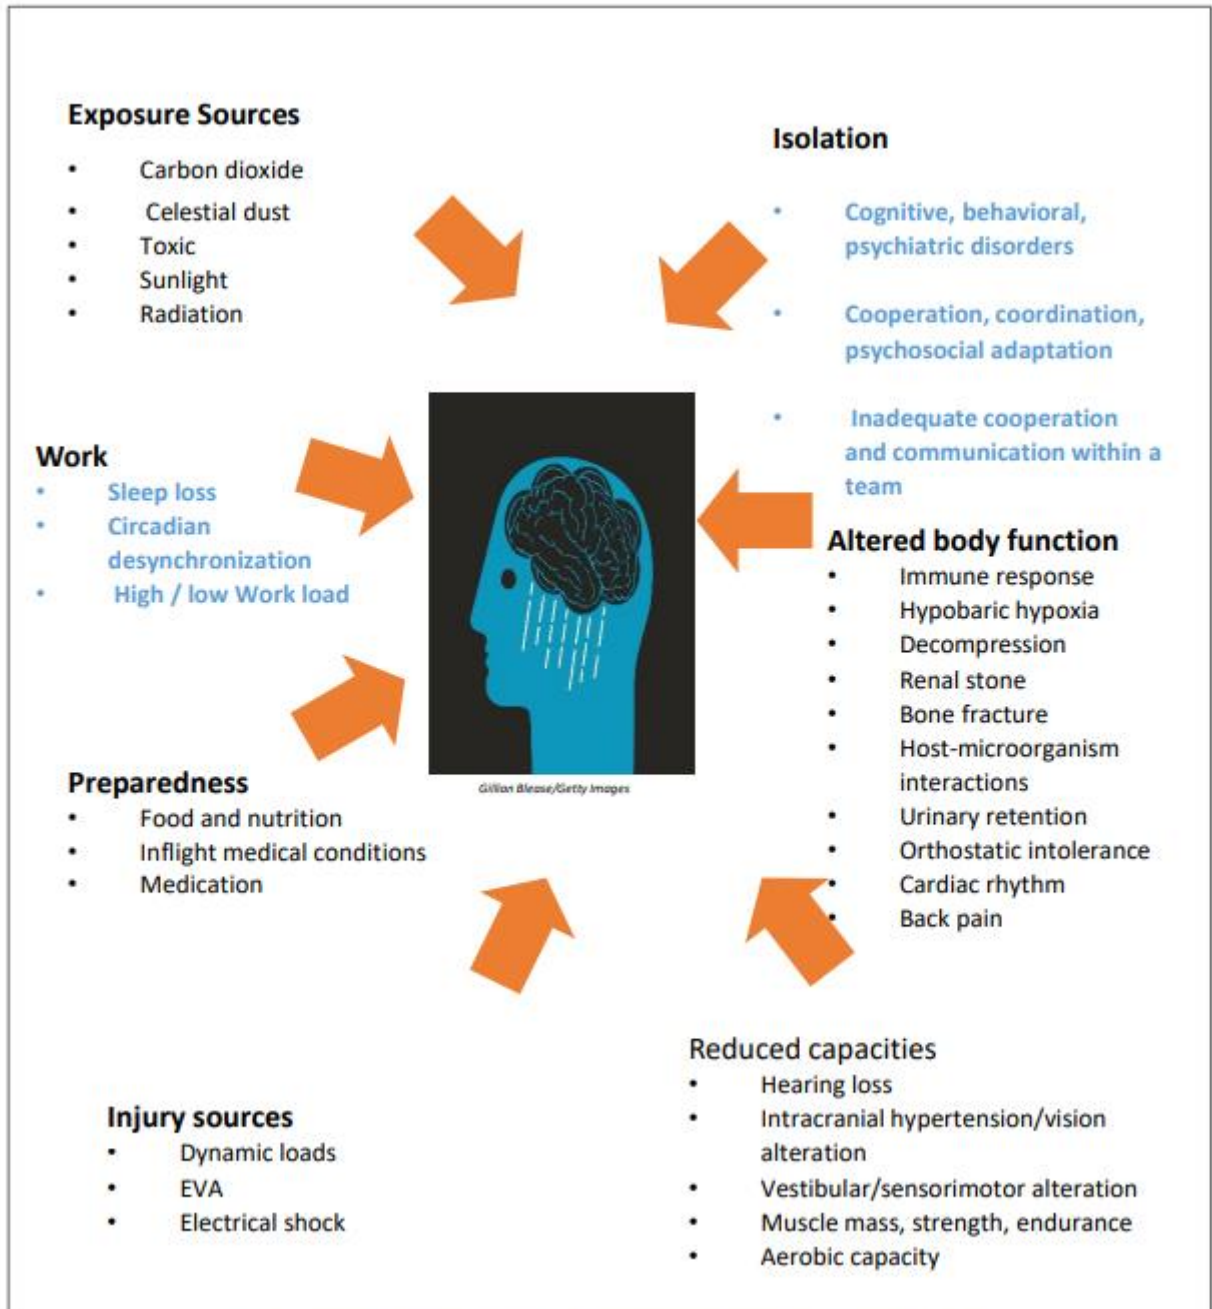 Exposure Sources
• Carbon dioxide
• Celestial dust
• Toxic
• Sunlight
• Radiation
Isolation
• Cognitive, behavioral,
psychiatric disorders
• Cooperation, coordination,
psychosocial adaptation
• Inadequate cooperation
and communication within a
team
Work
• Sleep loss
• Circadian
desynchronization
• High / low Work load
Altered body function
• Immune response
• Hypobaric hypoxia
• Decompression
• Renal stone
• Bone fracture
• Host-microorganism
interactions
• Urinary retention
• Orthostatic intolerance
• Cardiac rhythm
• Back pain
Gillian Blease/Getty Images
Preparedness
• Food and nutrition
• Inflight medical conditions
• Medication
Reduced capacities
• Hearing loss
• Intracranial hypertension/vision
alteration
• Vestibular/sensorimotor alteration
• Muscle mass, strength, endurance
• Aerobic capacity
Injury sources
• Dynamic loads
• EVA
• Electrical shock